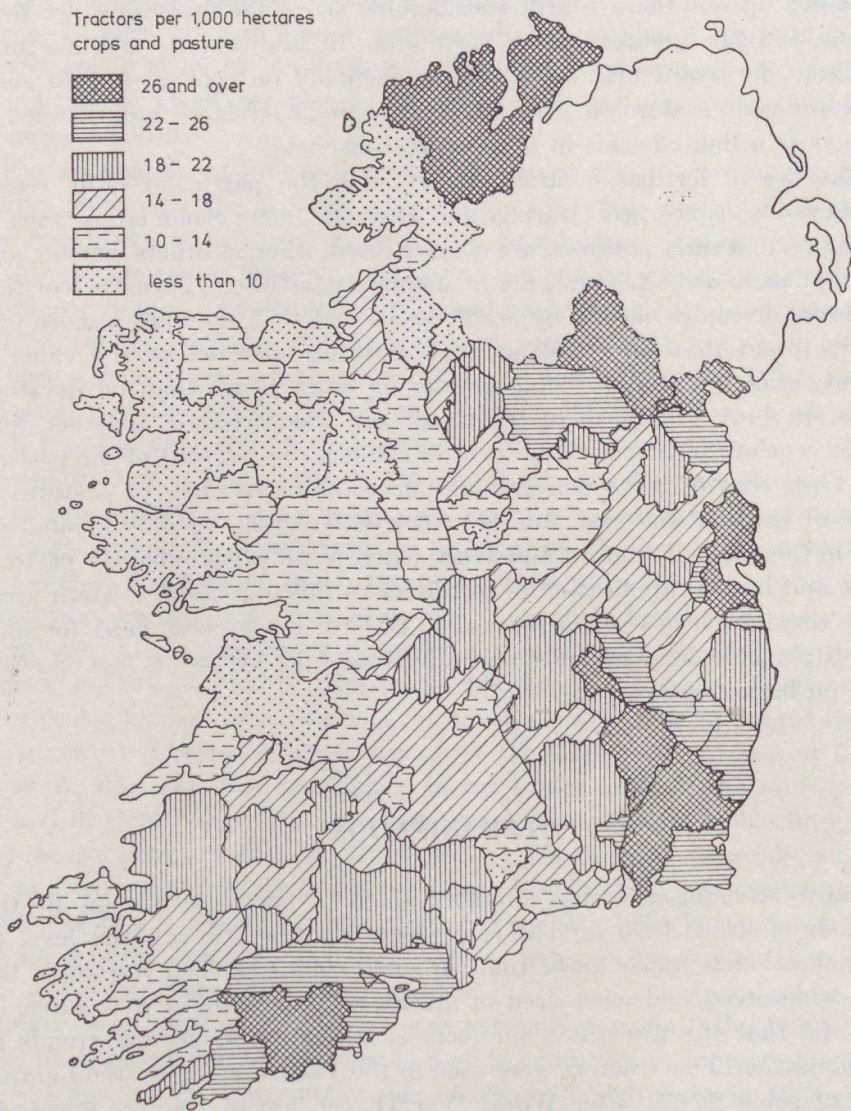 Tractors per 1,000 hectares
crops and pasture
26 and over
22 - 26
18 - 22
14 - 18
10 - 14
less than 10